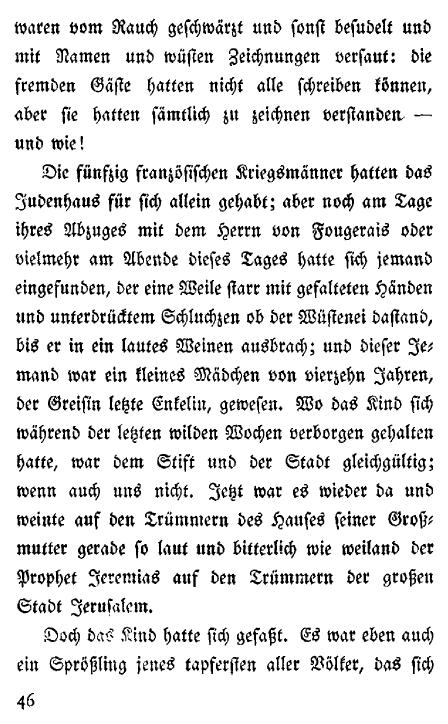 waren vom Rauch geschwärzt und sonst besudelt und
mit Namen und wüsten Zeichnungen versaut: die
fremden Gäste hatten nicht alle schreiben können,
aber sie hatten sämtlich zu zeichnen verstanden —
und wie!
Die fünfzig französischen Kriegsmänner hatten das
Judenhaus für sich allein gehabt; aber noch am Tage
ihres Abzuges mit dem Herrn von Fougerais oder
vielmehr am Abende dieses Tages hatte sich jemand
eingefunden, der eine Weile starr mit gefalteten Händen
und unterdrücktem Schluchzen ob der Wüstenei dastand,
bis er in ein lautes Weinen ausbrach; und dieser Je-
mand war ein kleines Mädchen von vierzehn Jahren,
der Greisin letzte Enkelin, gewesen. Wo das Kind sich
während der letzten wilden Wochen verborgen gehalten
hatte, war dem Stift und der Stadt gleichgültig;
wenn auch uns nicht. Jetzt war es wieder da und
weinte auf den Trümmern des Hauses seiner Groß-
mutter gerade so laut und bitterlich wie weiland der
Prophet Jeremias auf den Trümmern der großen
Stadt Jerusalem.
Doch das Kind hatte sich gefaßt. Es war eben auch
ein Sprößling jenes tapfersten aller Völker, das sich
46